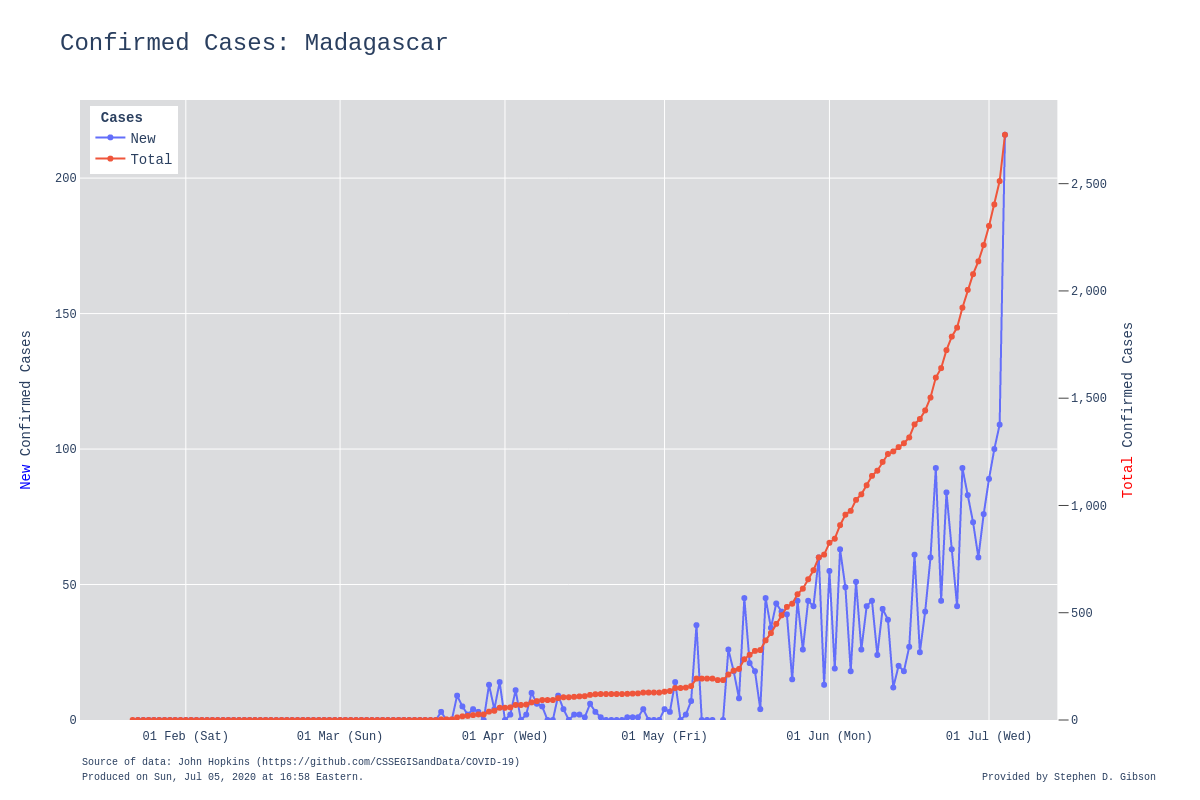 Confirmed Cases: Madagascar
Cases
New
Total
200
150
100
50
0
New Confirmed Cases
2,500
2,000
1,500
1,000
500
0
Total Confirmed Cases
01 Feb (Sat)
01 Mar (Sun)
01 Apr (Wed)
01 May (Fri)
01 Jun (Mon)
01 Jul (Wed)
Source of data: John Hopkins (https://github.com/CSSEGISandData/COVID-19)
Produced on Sun, Jul 05, 2020 at 16:58 Eastern.
Provided by Stephen D. Gibson